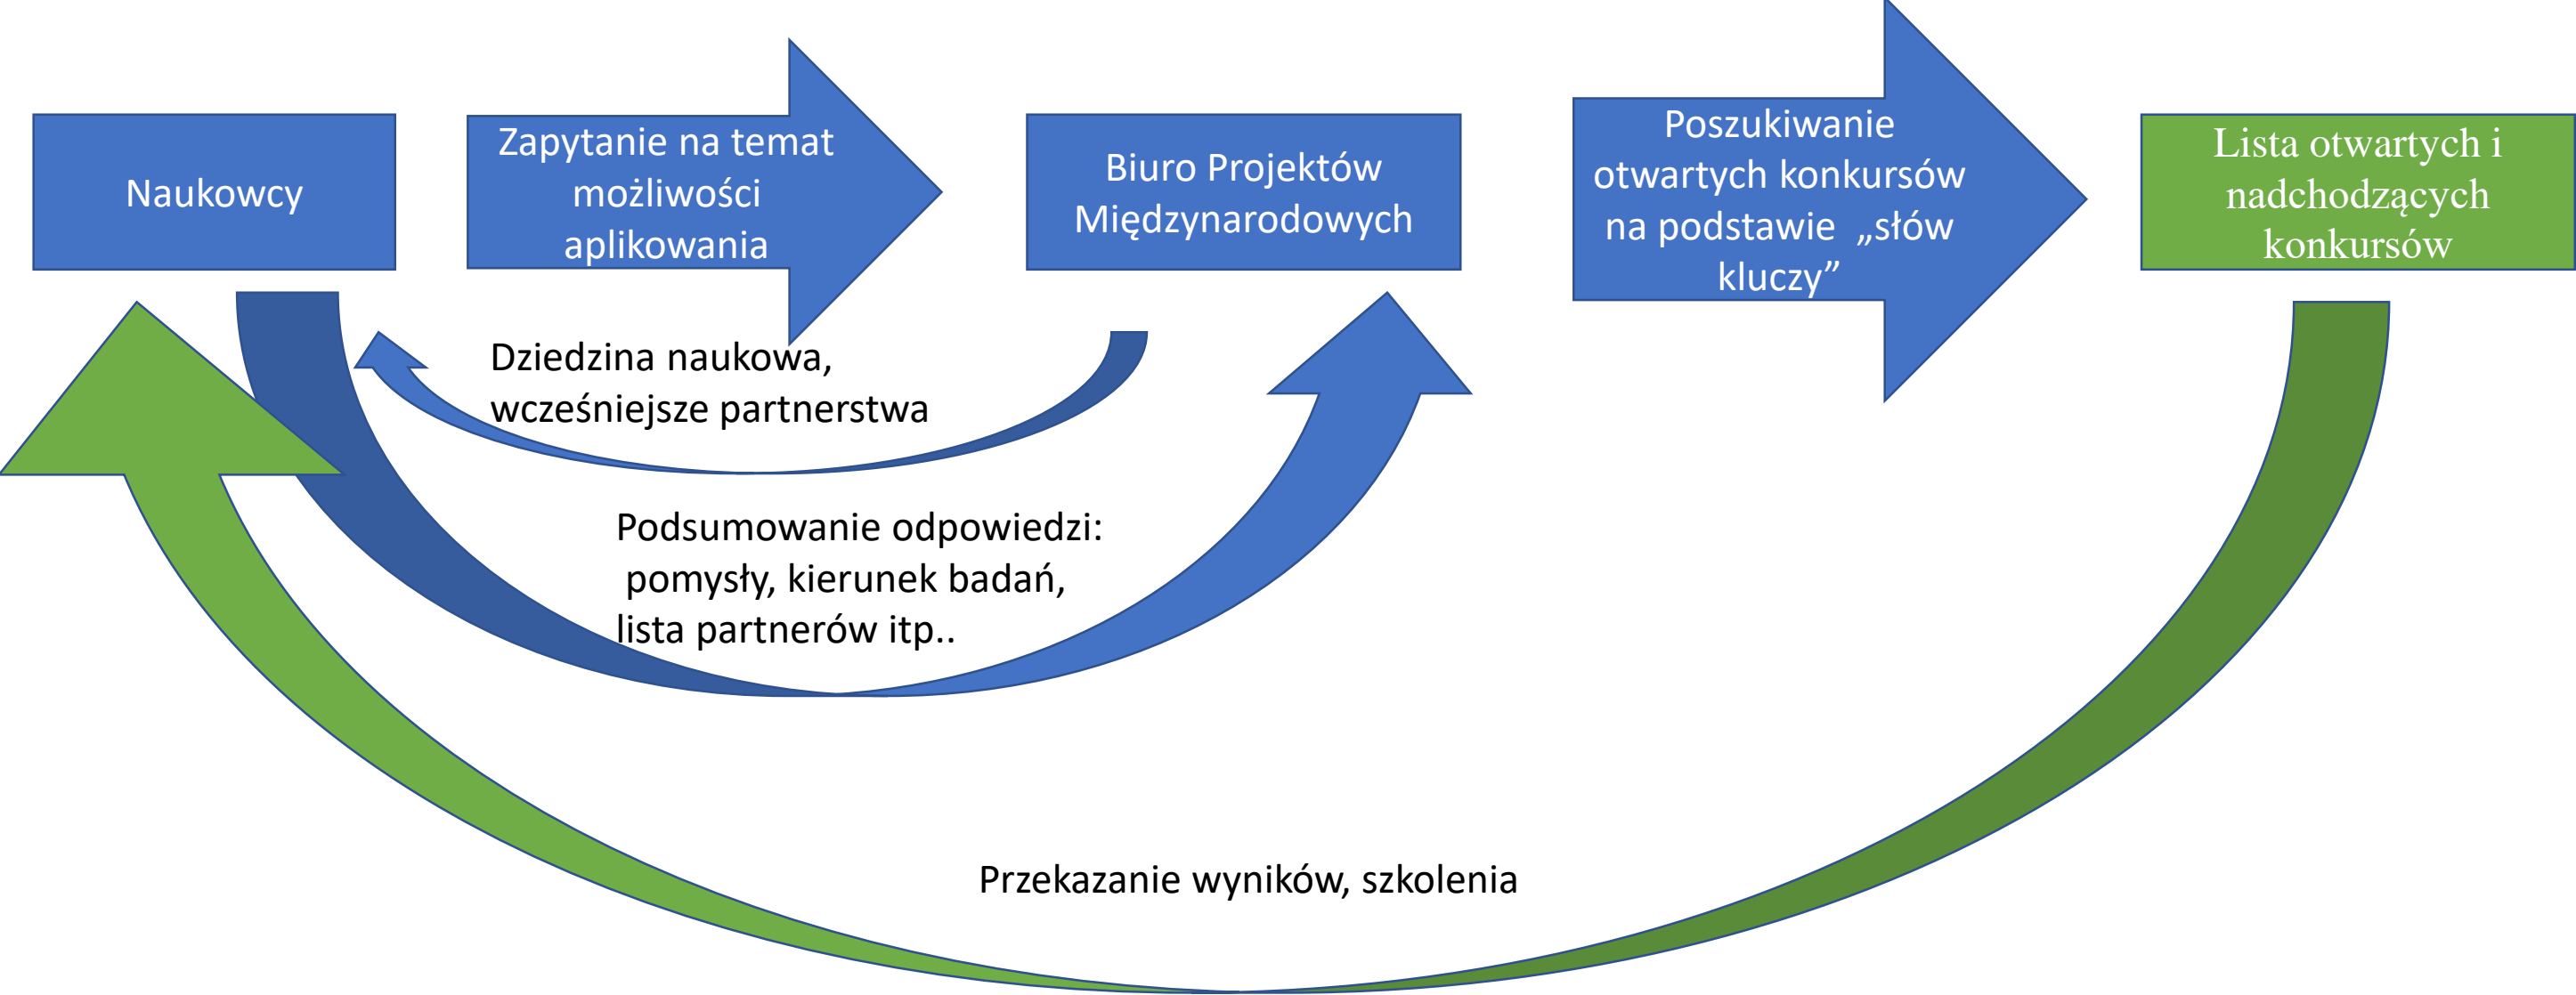 Naukowcy
Zapytanie na temat
możliwości
aplikowania
Biuro Projektów
Międzynarodowych
Poszukiwanie
otwartych konkursów
na podstawie „słów
kluczy”
Lista otwartych i
nadchodzących
konkursów
Dziedzina naukowa,
wcześniejsze partnerstwa
Podsumowanie odpowiedzi:
pomysły, kierunek badań,
lista partnerów itp..
Przekazanie wyników, szkolenia